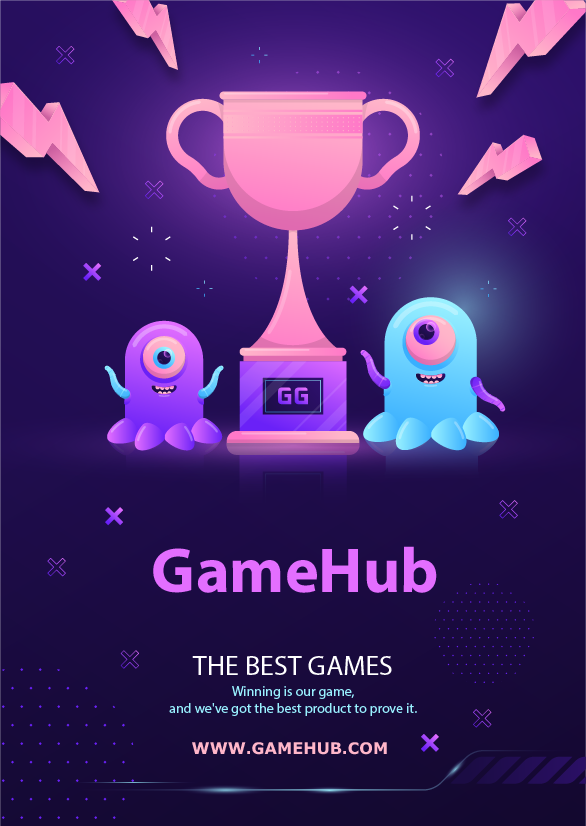 GG
GameHub
THE BEST GAMES
Winning is our game,
and we've got the best product to prove it.
WWW.GAMEHUB.COM